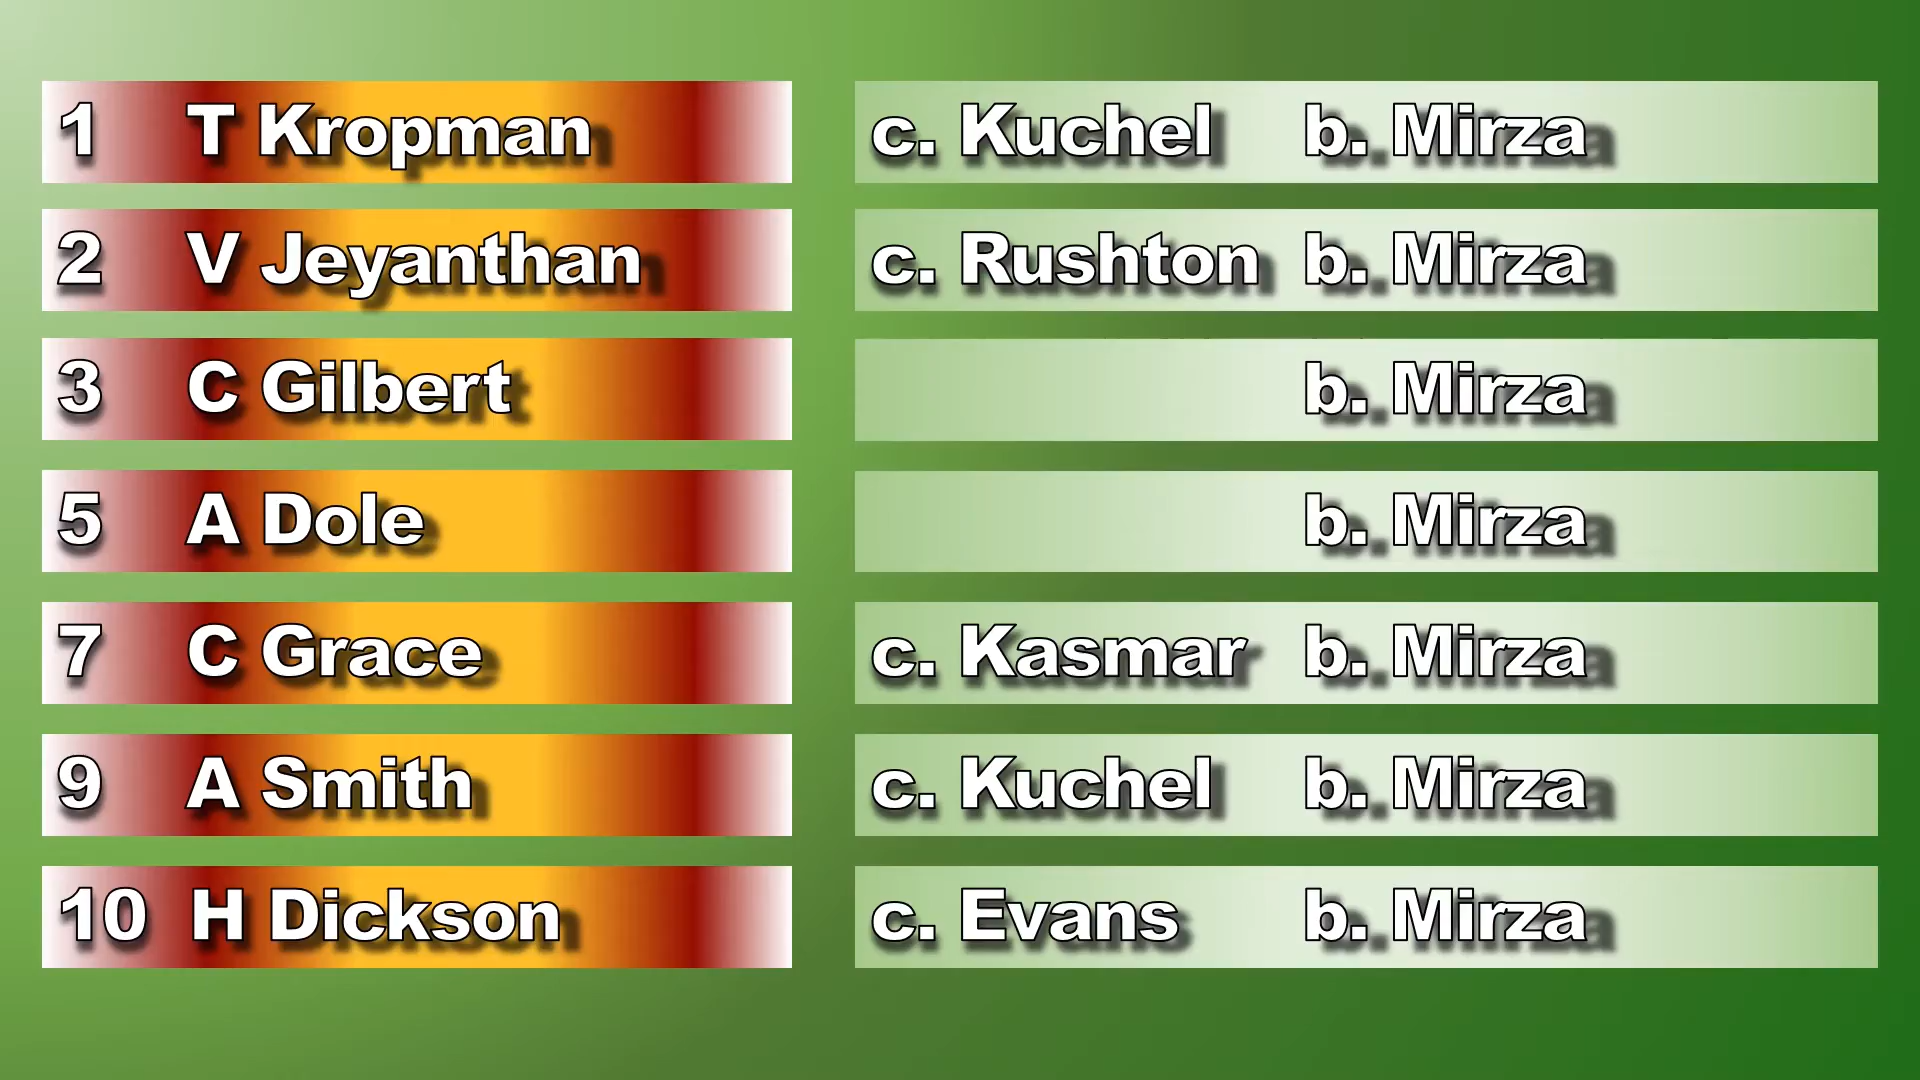 1 T Kropman c. Kuchel b. Mirza
2 V Jeyanthan c. Rushton b. Mirza
3 C Gilbert b. Mirza
5 A Dole b. Mirza
7 C Grace c. Kasmar b. Mirza
9 A Smith c. Kuchel b. Mirza
10 H Dickson c. Evans b. Mirza